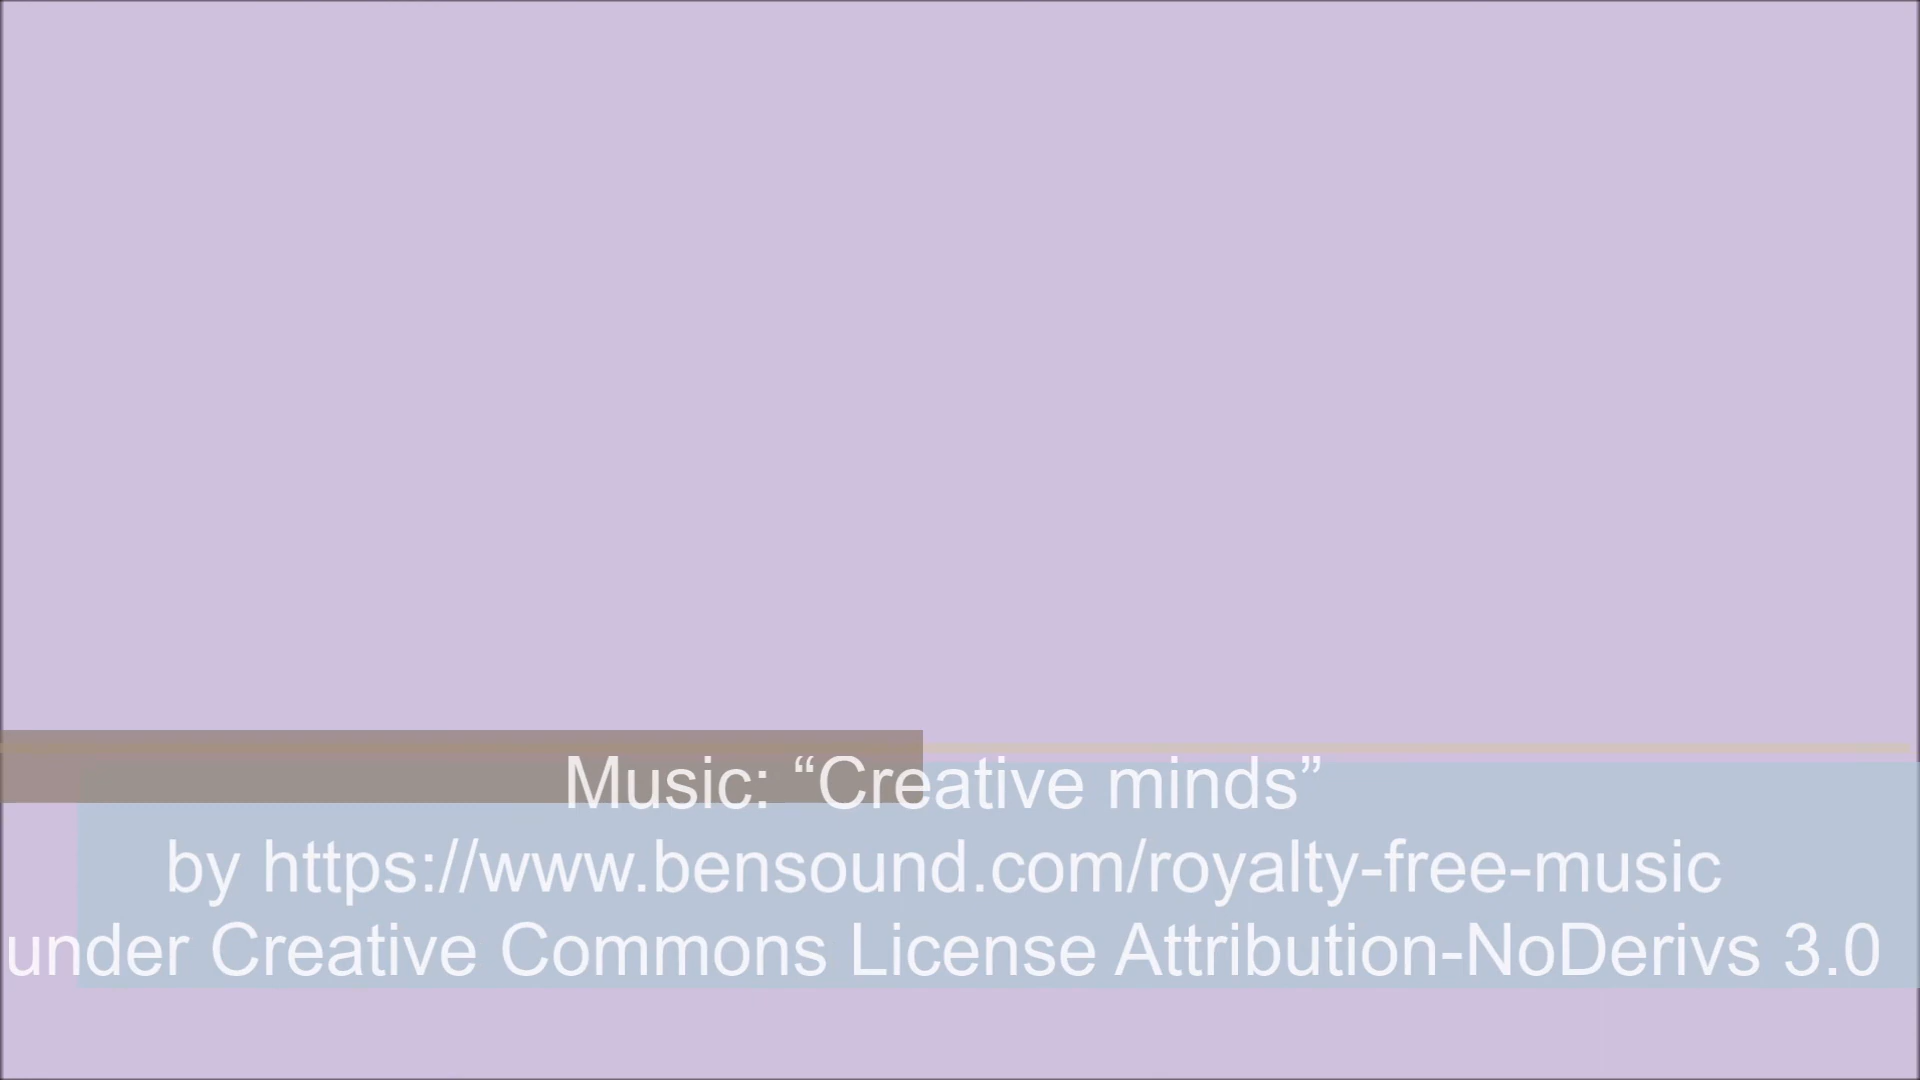 Music: “Creative minds”
by https://www.bensound.com/royalty-free-music
under Creative Commons License Attribution-NoDerivs 3.0